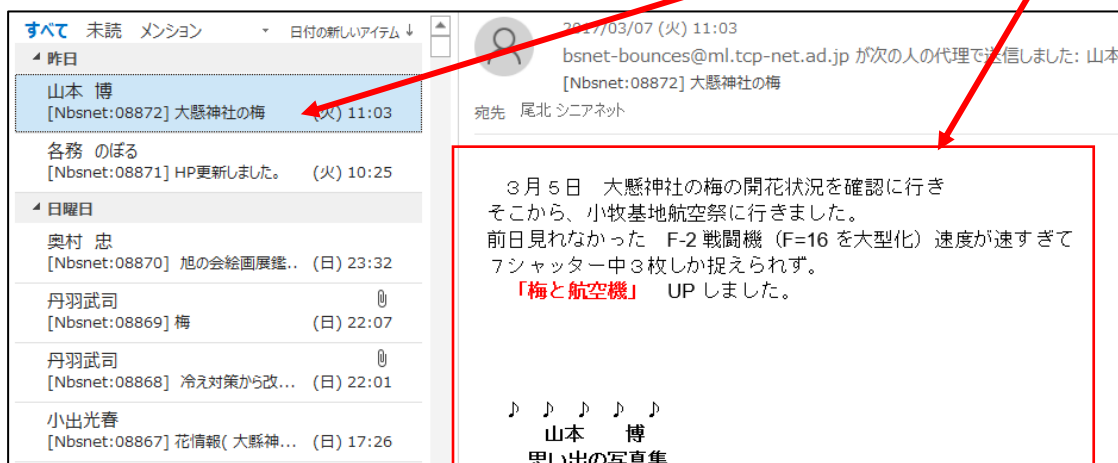 すべて 未読 メンション 日付の新しいアイテム ↓
昨日
山本 博
[Nbsnet:08872] 大懸神社の梅 (火) 11:03
各務 のぼる
[Nbsnet:08871] HP更新しました。 (火) 10:25
日曜日
奥村 忠
[Nbsnet:08870] 旭の会絵画展鑑.. (日) 23:32
丹羽武司
[Nbsnet:08869] 梅 (日) 22:07
丹羽武司
[Nbsnet:08868] 冷え対策から改... (日) 22:01
小出光春
[Nbsnet:08867] 花情報( 大縣神... (日) 17:26
2017/03/07 (火) 11:03
bsnet-bounces@ml.tcp-net.ad.jp が次の人の代理で送信しました: 山本
[Nbsnet:08872] 大懸神社の梅
宛先 尾北 シニアネット
３月５日 大懸神社の梅の開花状況を確認に行き
そこから、小牧基地航空祭に行きました。
前日見れなかった F-2 戦闘機（F=16 を大型化）速度が速すぎて
７シャッター中３枚しか捉えられず。
「梅と航空機」 UP しました。
♪ ♪ ♪ ♪ ♪
山本 博
思い出の写真集